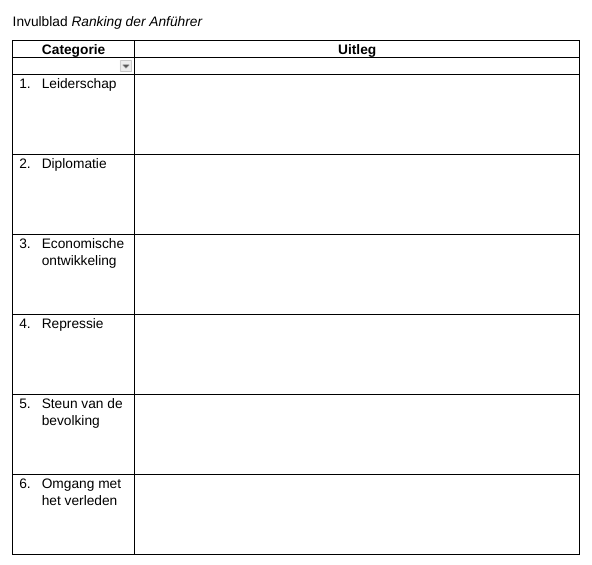 Invulblad Ranking der Anführer
Categorie Uitleg
1. Leiderschap
2. Diplomatie
3. Economische
ontwikkeling
4. Repressie
5. Steun van de
bevolking
6. Omgang met
het verleden